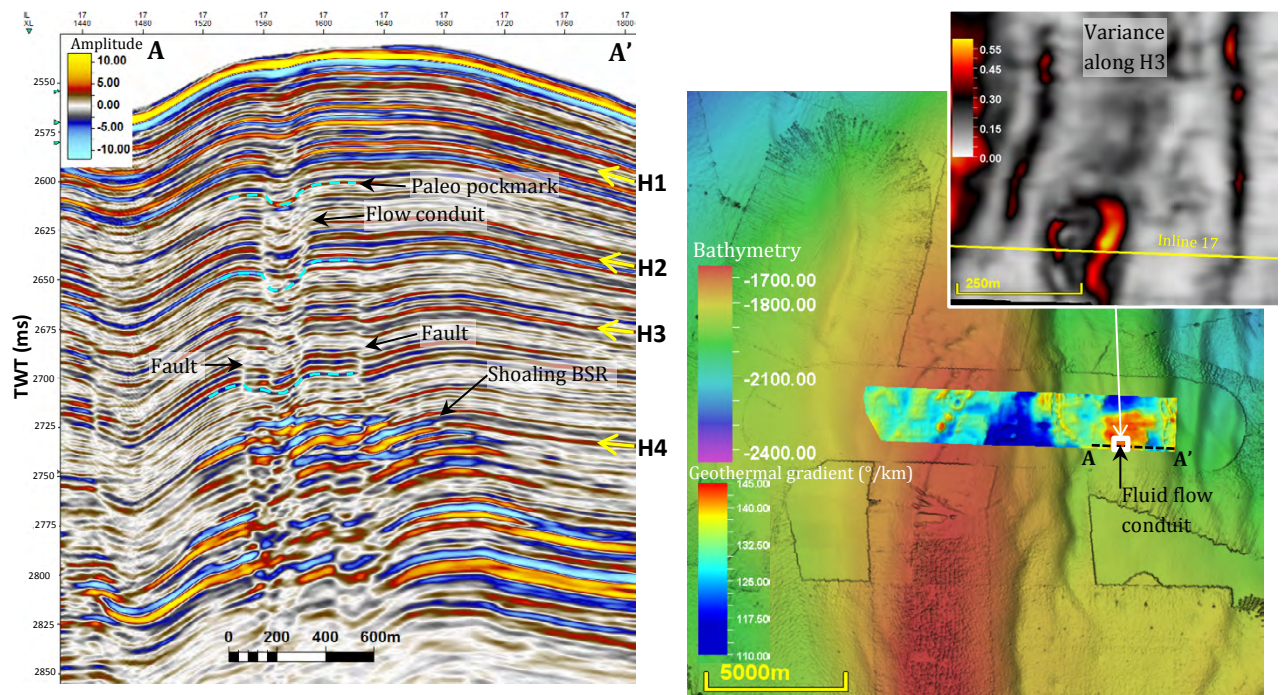 IL 17 17 17 17 17 17 17
XL 1440 1480 1520 1560 1600 1640 1680 1720 1760 1800
Amplitude
10.00
5.00
0.00
-5.00
-10.00
A
A'
TWT (ms)
2550
2575
2600
2625
2650
2675
2700
2725
2750
2775
2800
2825
2850
Paleo pockmark
Flow conduit
Fault
Fault
Shoaling BSR
H1
H2
H3
H4
0 200 400 600m
Variance
along H3
0.55
0.45
0.30
0.15
0.00
Inline 17
250m
Bathymetry
-1700.00
-1800.00
-2100.00
-2400.00
Geothermal gradient (°/km)
145.00
140.00
132.50
125.00
117.50
110.00
A
A'
Fluid flow
conduit
5000m